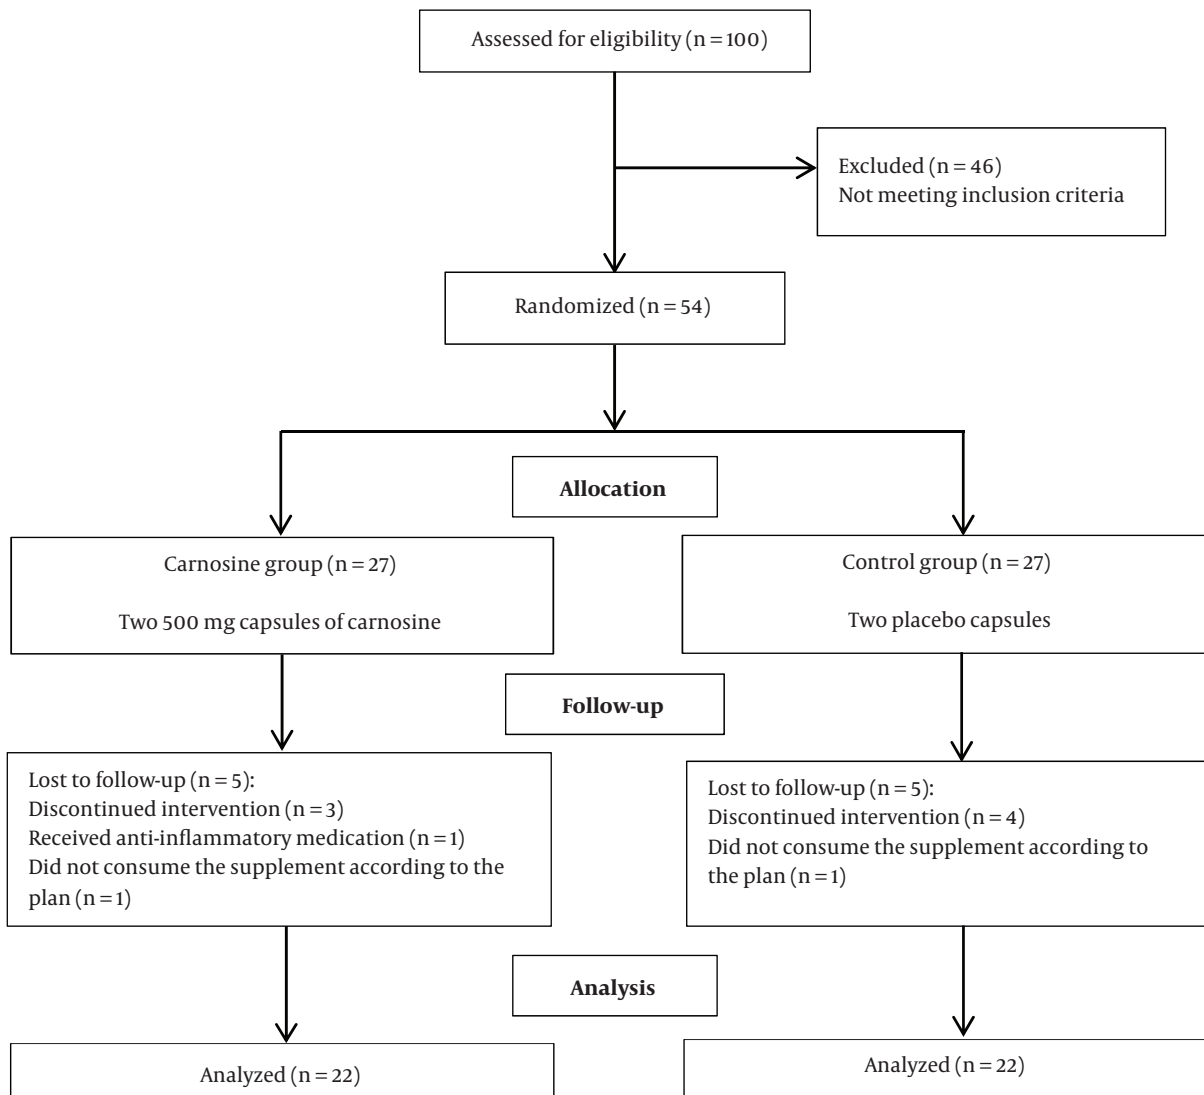 Assessed for eligibility (n = 100)
Excluded (n = 46)
Not meeting inclusion criteria
Randomized (n = 54)
Allocation
Carnosine group (n = 27)
Two 500 mg capsules of carnosine
Control group (n = 27)
Two placebo capsules
Follow-up
Lost to follow-up (n = 5):
Discontinued intervention (n = 3)
Received anti-inflammatory medication (n = 1)
Did not consume the supplement according to the
plan (n = 1)
Lost to follow-up (n = 5):
Discontinued intervention (n = 4)
Did not consume the supplement according to
the plan (n = 1)
Analysis
Analyzed (n = 22)
Analyzed (n = 22)